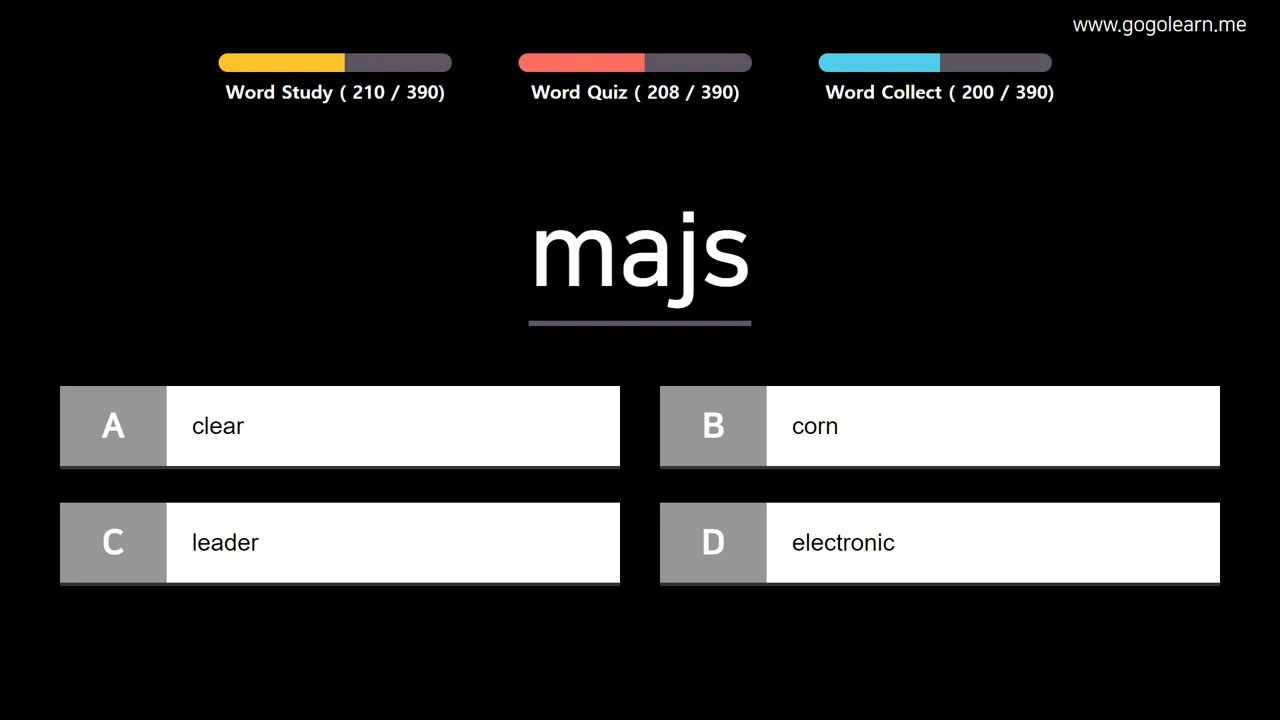 www.gogolearn.me
Word Study ( 210 / 390)
Word Quiz ( 208 / 390)
Word Collect ( 200 / 390)
majs
A clear
B corn
C leader
D electronic